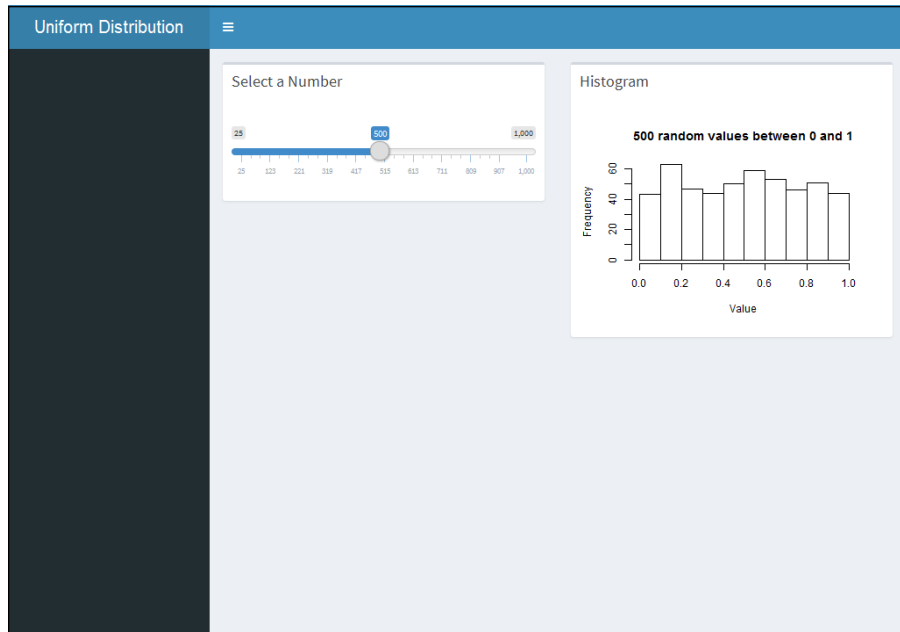 Uniform Distribution
Select a Number
25 500 1,000
25 123 221 319 417 515 613 711 809 907 1,000
Histogram
500 random values between 0 and 1
Frequency
60
40
20
0
0.0 0.2 0.4 0.6 0.8 1.0
Value